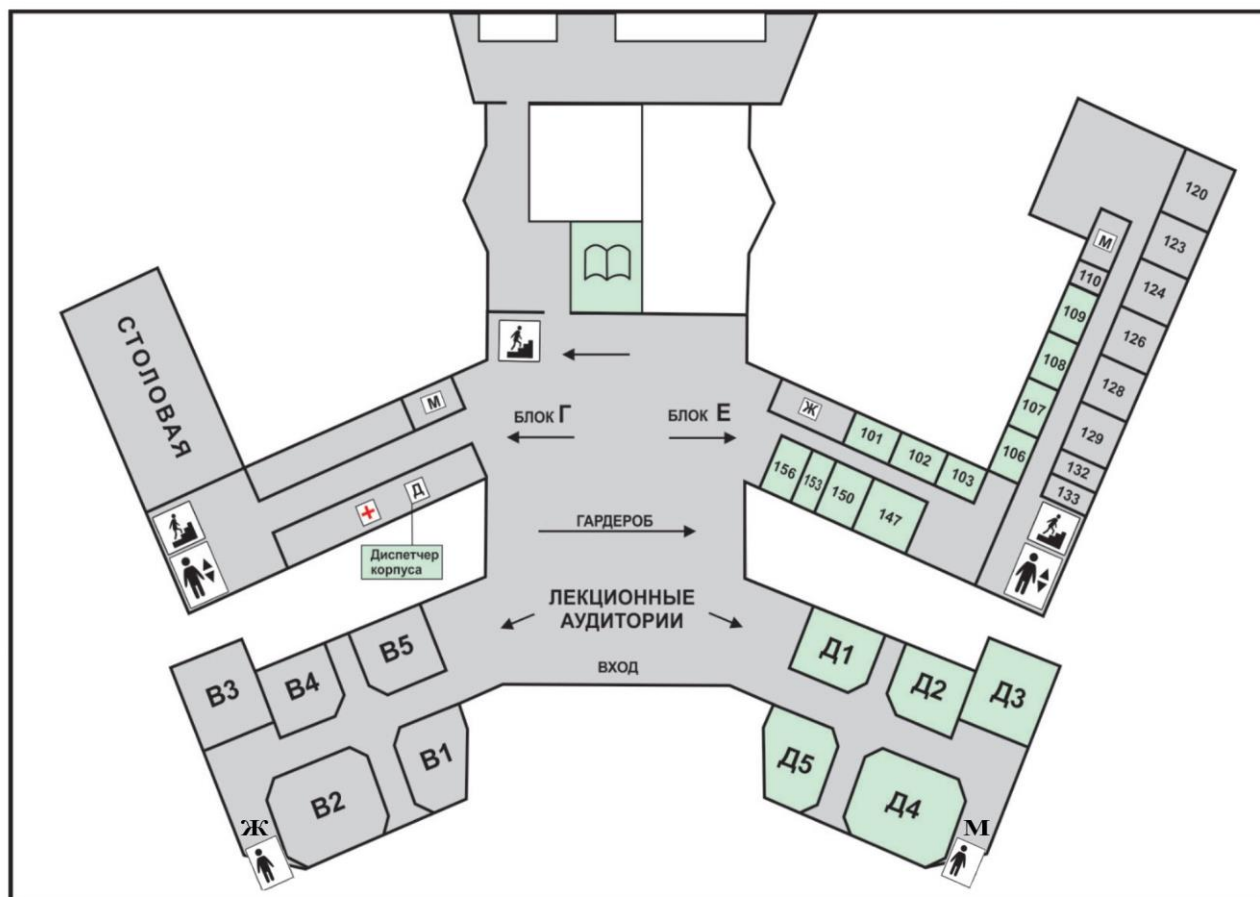 120
М
123
110
124
109
СТОЛОВАЯ
126
108
128
М
Ж
БЛОК Г
БЛОК Е
107
129
101
102
103
106
132
133
156
153
150
147
Д
ГАРДЕРОБ
Диспетчер
корпуса
ЛЕКЦИОННЫЕ
АУДИТОРИИ
ВХОД
В5
В4
В3
Д1
Д2
Д3
В1
В2
Д5
Д4
Ж
М